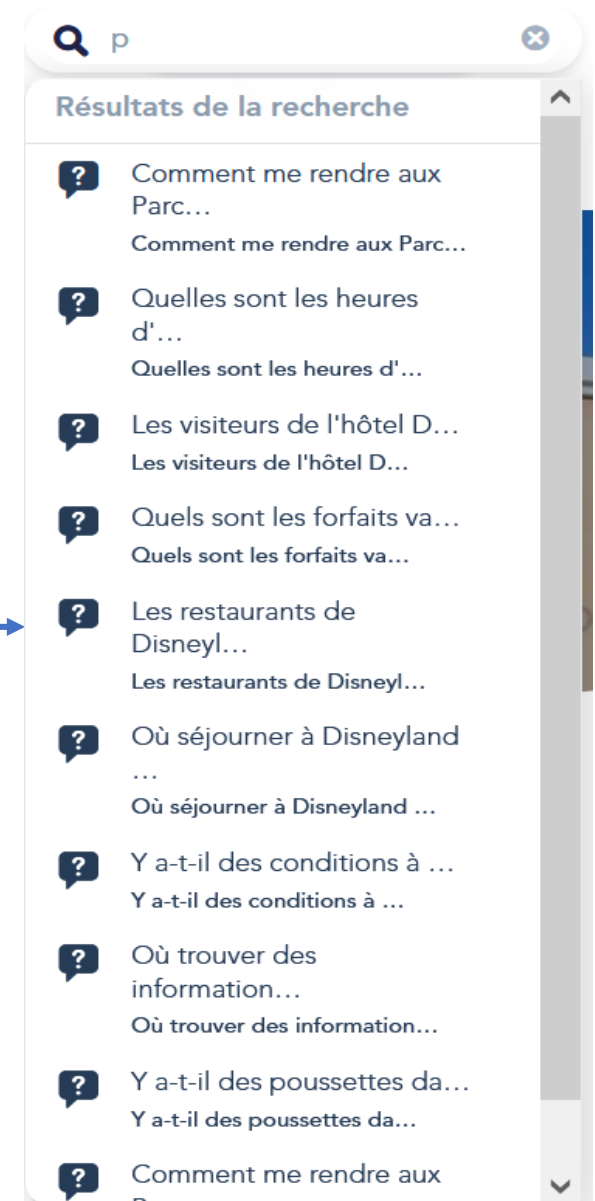 p
Résultats de la recherche
Comment me rendre aux
Parc...
Comment me rendre aux Parc...
Quelles sont les heures
d'...
Quelles sont les heures d'...
Les visiteurs de l'hôtel D...
Les visiteurs de l'hôtel D...
Quels sont les forfaits va...
Quels sont les forfaits va...
Les restaurants de
Disneyl...
Les restaurants de Disneyl...
Où séjourner à Disneyland
...
Où séjourner à Disneyland ...
Y a-t-il des conditions à ...
Y a-t-il des conditions à ...
Où trouver des
information...
Où trouver des information...
Y a-t-il des poussettes da...
Y a-t-il des poussettes da...
Comment me rendre aux